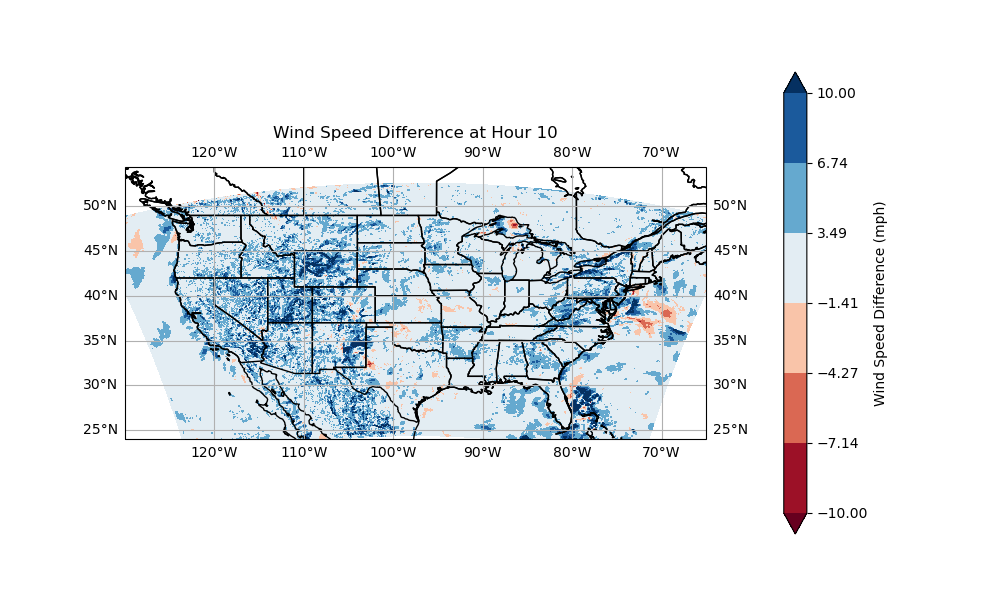 Wind Speed Difference at Hour 10
120°W 110°W 100°W 90°W 80°W 70°W
50°N 50°N
45°N 45°N
40°N 40°N
35°N 35°N
30°N 30°N
25°N 25°N
120°W 110°W 100°W 90°W 80°W 70°W
10.00
6.74
3.49
−1.41
−4.27
−7.14
−10.00
Wind Speed Difference (mph)